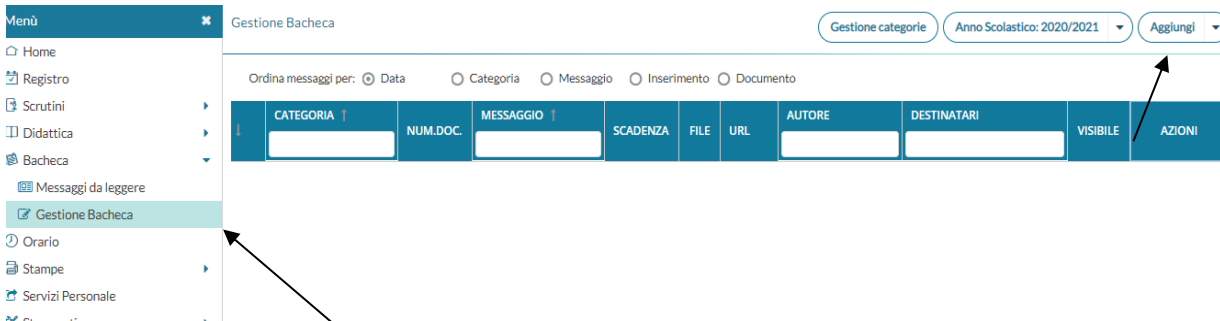 Menù
Gestione Bacheca
Gestione categorie
Anno Scolastico: 2020/2021
Aggiungi
Home
Registro
Scrutini
Didattica
Bacheca
Messaggi da leggere
Gestione Bacheca
Orario
Stampe
Servizi Personale
Ordina messaggi per: Data Categoria Messaggio Inserimento Documento
CATEGORIA NUM.DOC. MESSAGGIO SCADENZA FILE URL AUTORE DESTINATARI VISIBILE AZIONI